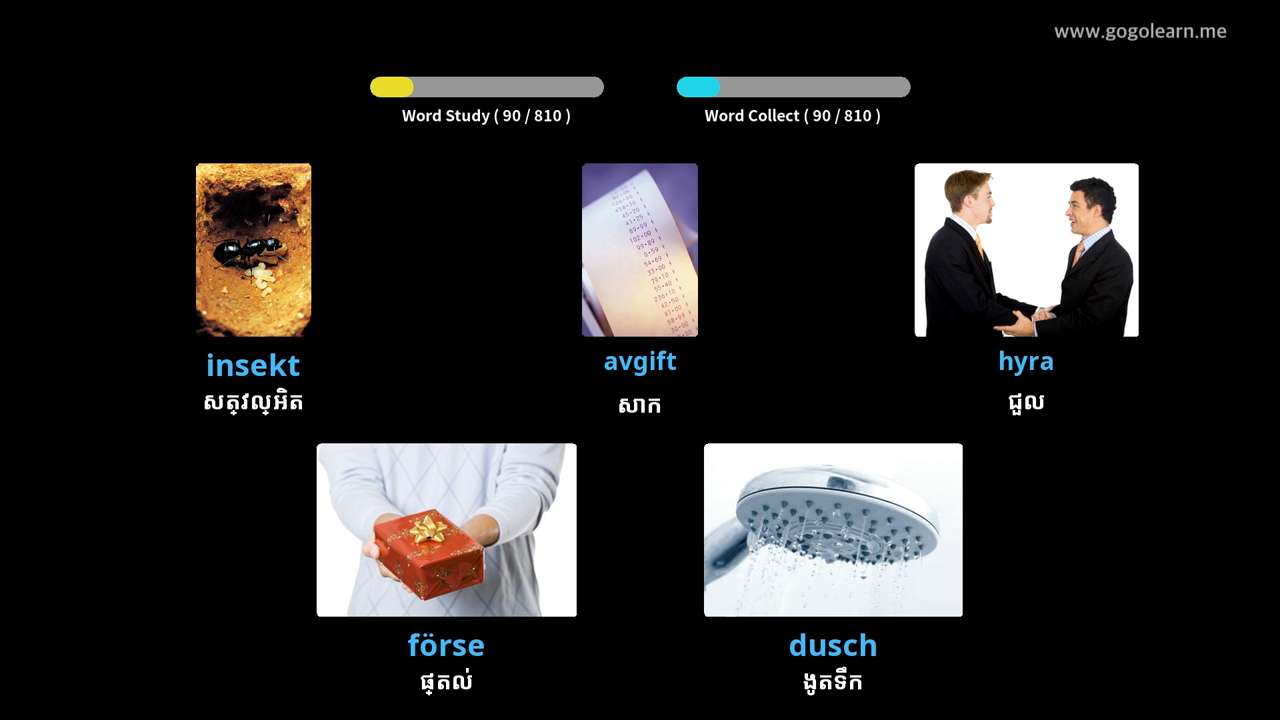 www.gogolearn.me
Word Study ( 90 / 810 )
Word Collect ( 90 / 810 )
insekt
សត្វល្អិត
avgift
សាក
hyra
ជួល
förse
ផ្តល់
dusch
ងូតទឹក